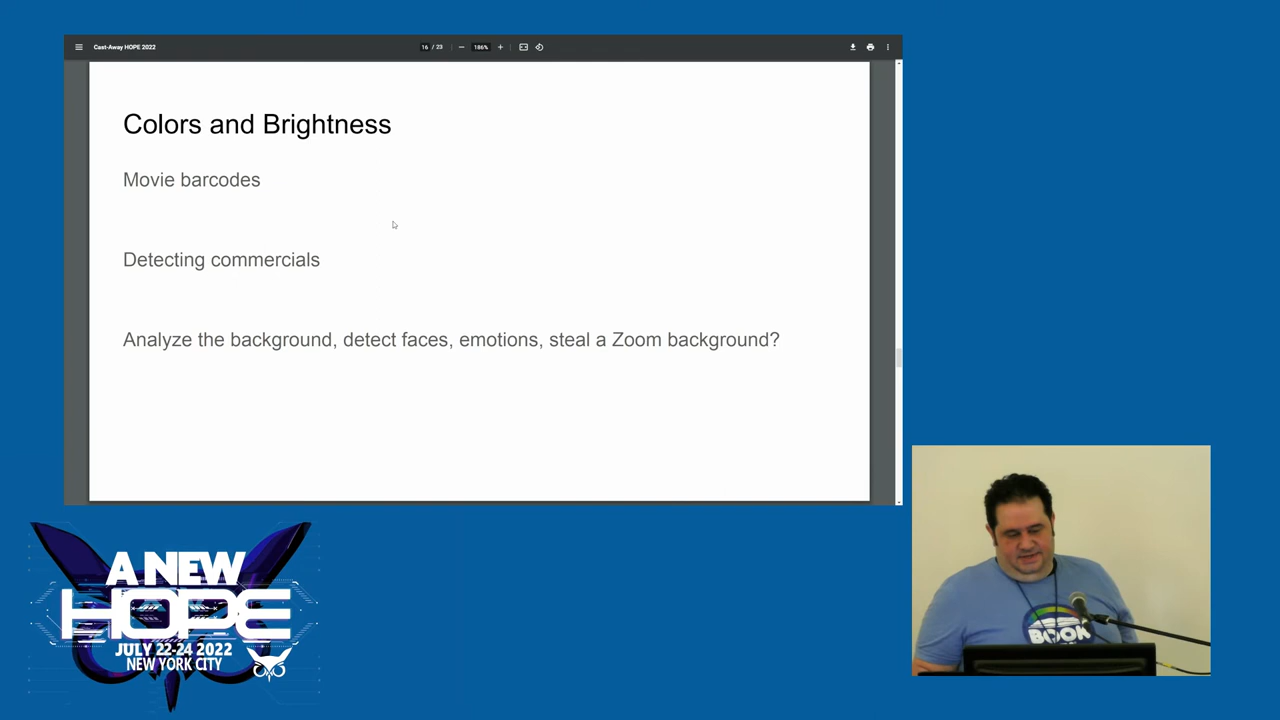 Cast-Away HOPE 2022
16 / 23
186%
Colors and Brightness
Movie barcodes
Detecting commercials
Analyze the background, detect faces, emotions, steal a Zoom background?
A NEW
HOPE
JULY 22-24 2022
NEW YORK CITY
BOOK